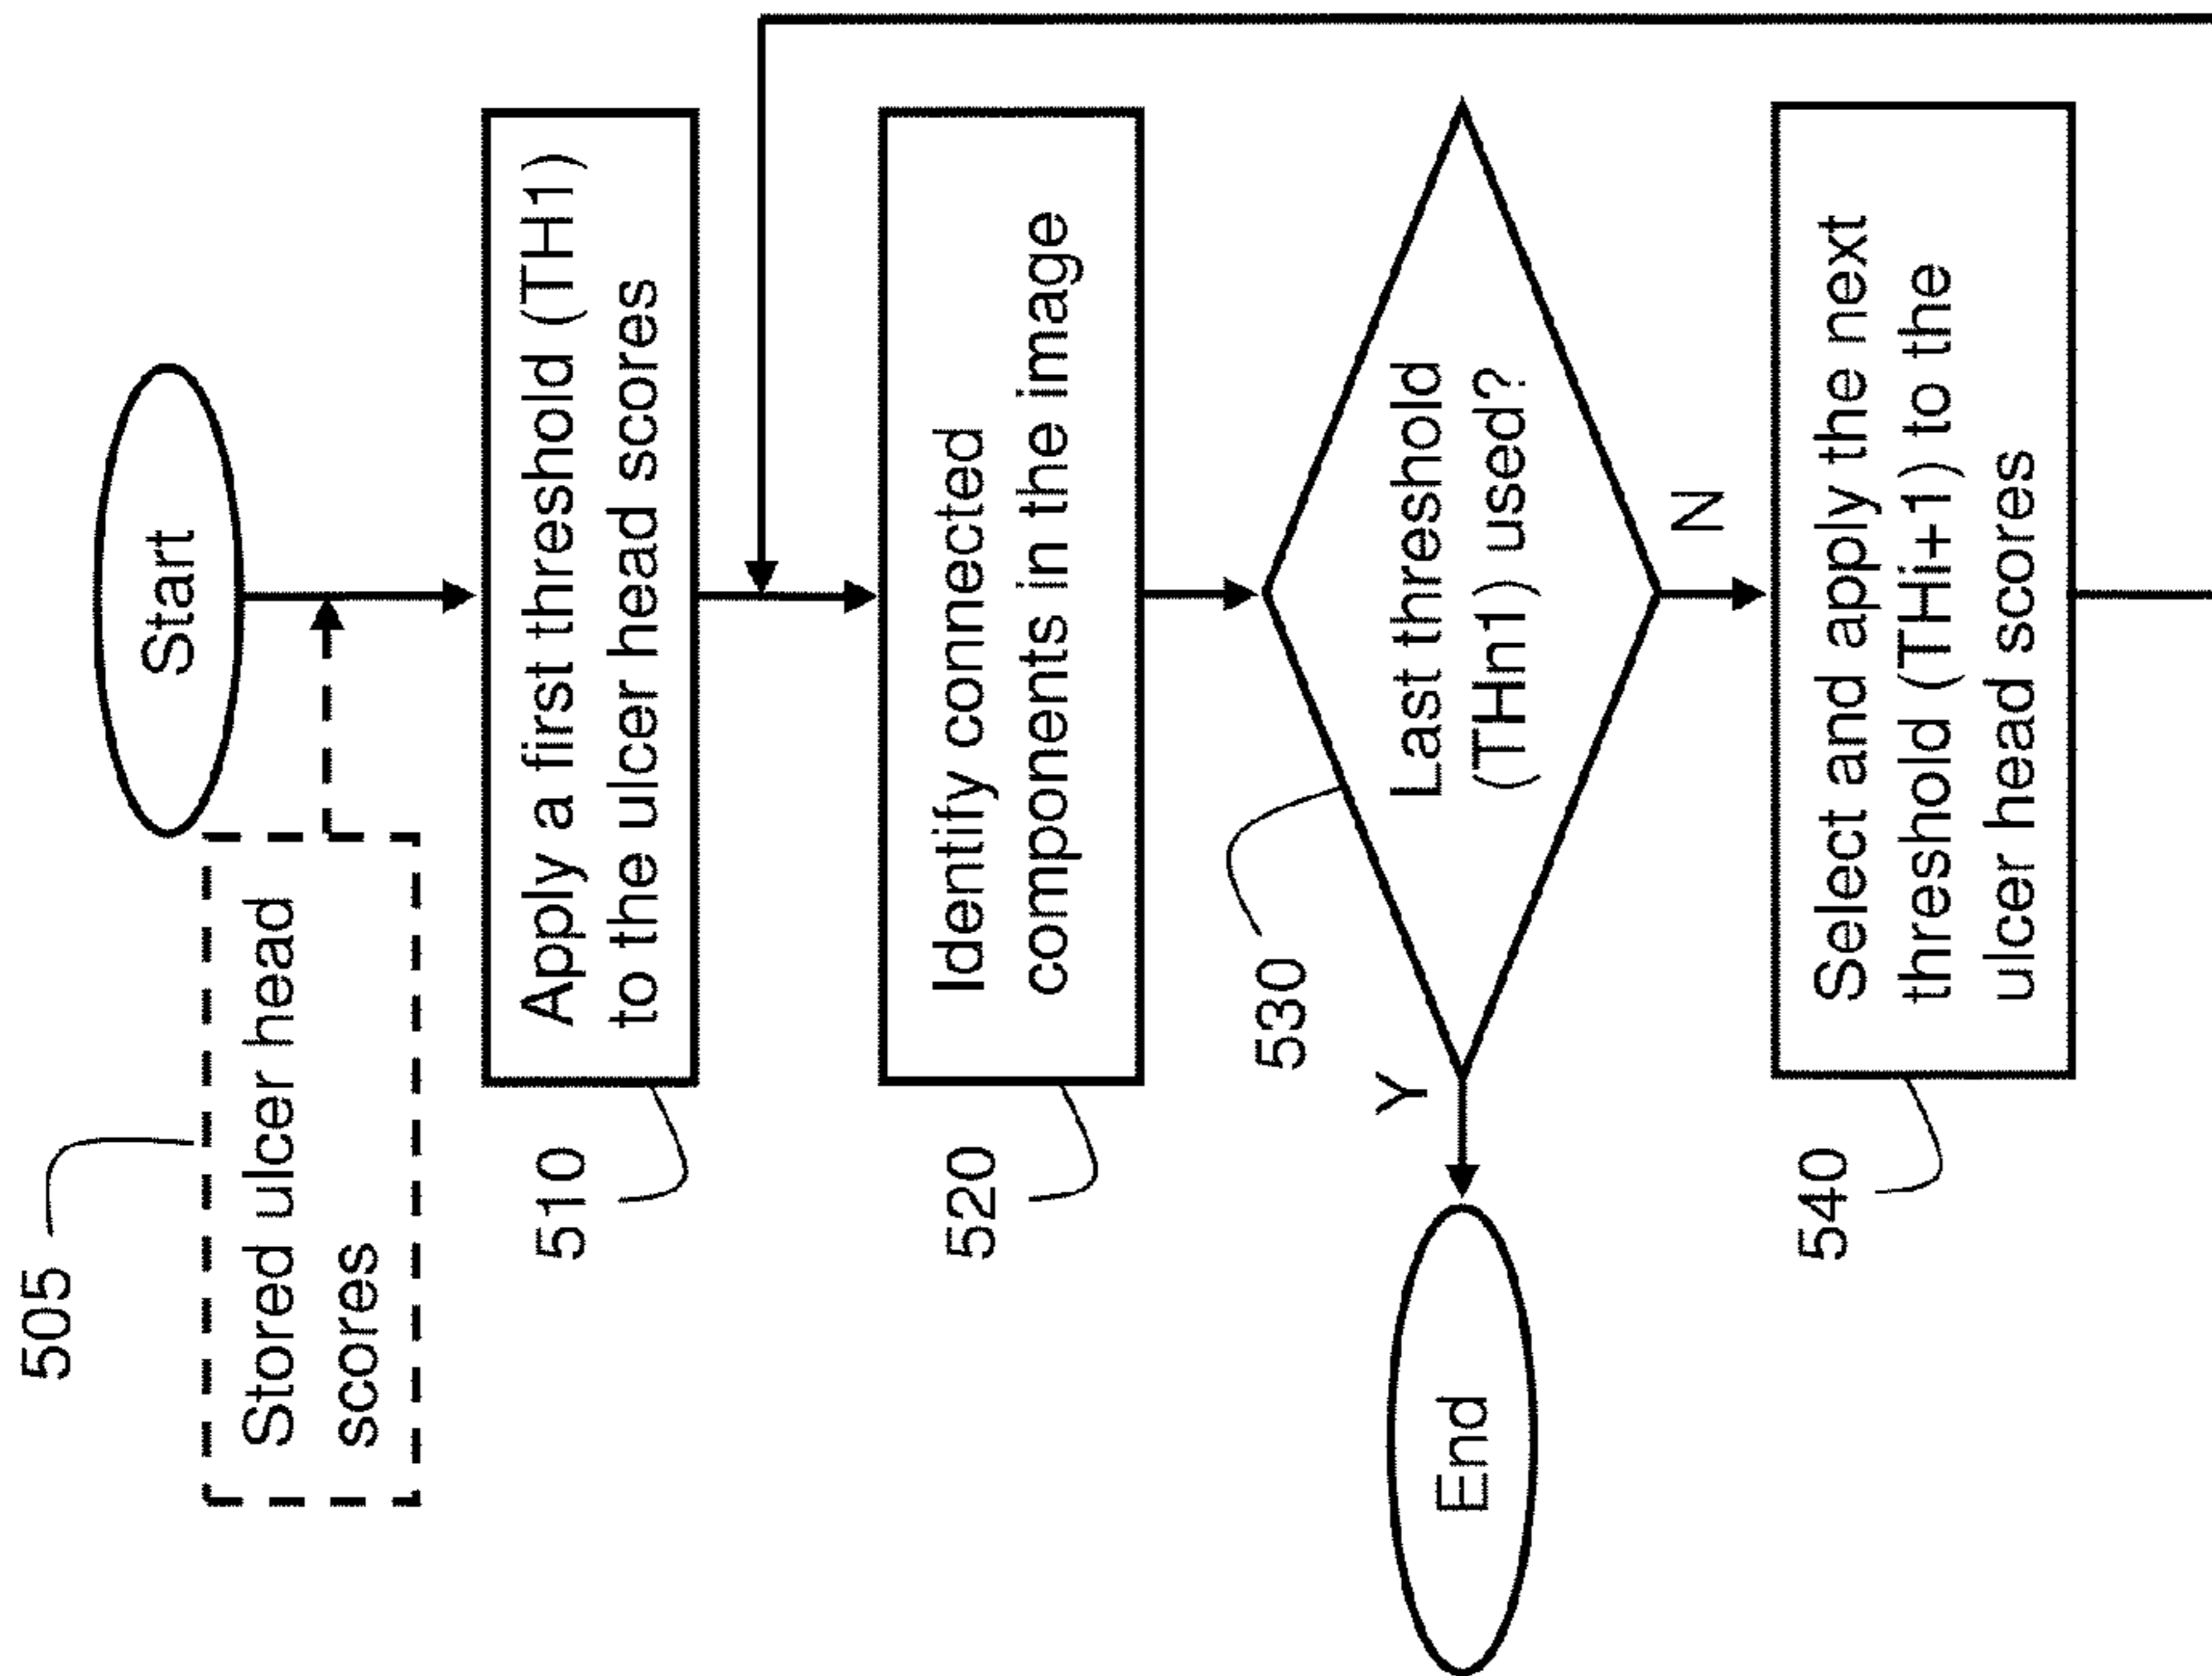 Start
505
Stored ulcer head
scores
510
Apply a first threshold (TH1)
to the ulcer head scores
520
Identify connected
components in the image
530
Last threshold
(THn1) used?
Y
N
End
540
Select and apply the next
threshold (THi+1) to the
ulcer head scores